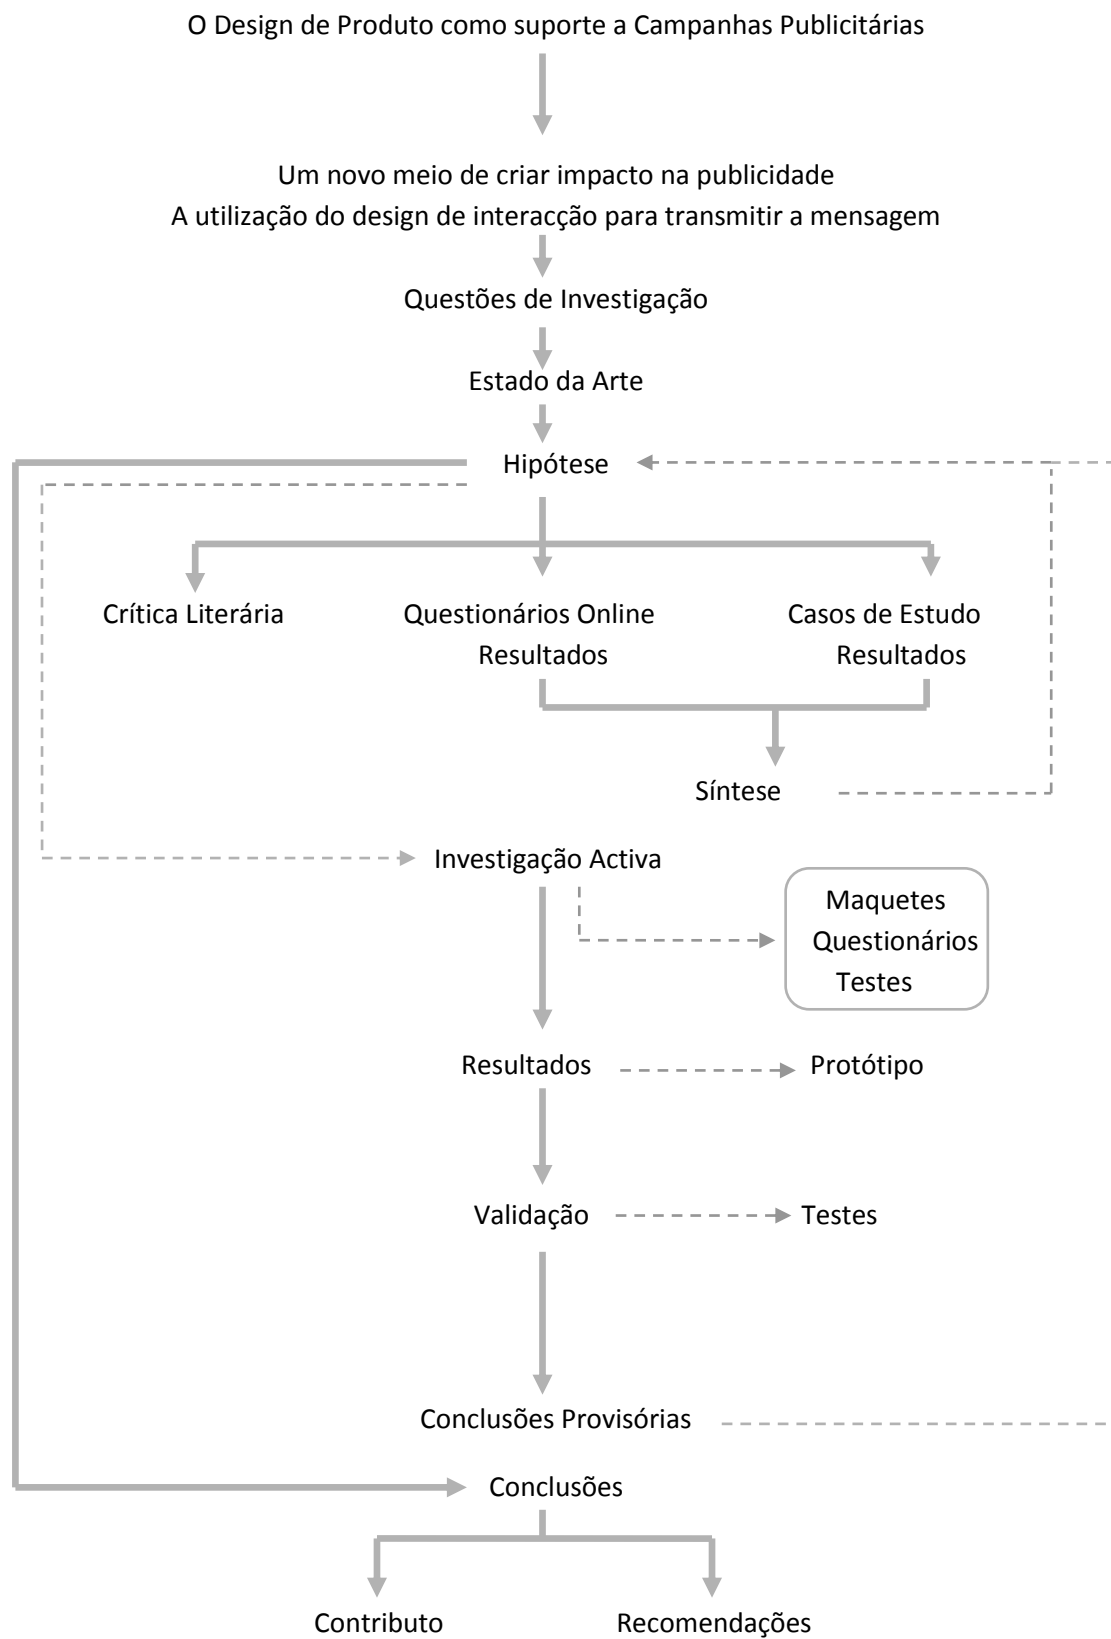 O Design de Produto como suporte a Campanhas Publicitárias
Um novo meio de criar impacto na publicidade
A utilização do design de interacção para transmitir a mensagem
Questões de Investigação
Estado da Arte
Hipótese
Crítica Literária
Questionários Online
Resultados
Casos de Estudo
Resultados
Síntese
Investigação Activa
Maquetes
Questionários
Testes
Resultados
Protótipo
Validação
Testes
Conclusões Provisórias
Conclusões
Contributo
Recomendações